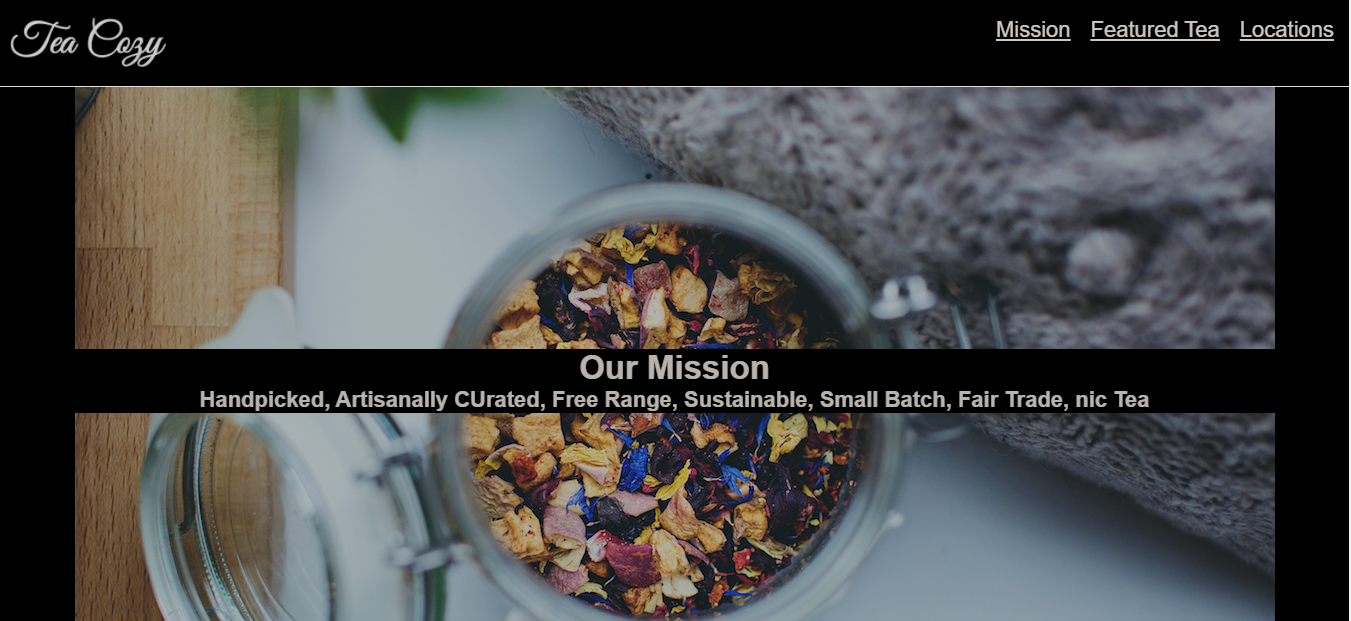 Tea Cozy
Mission Featured Tea Locations
Our Mission
Handpicked, Artisanally CUrated, Free Range, Sustainable, Small Batch, Fair Trade, nic Tea